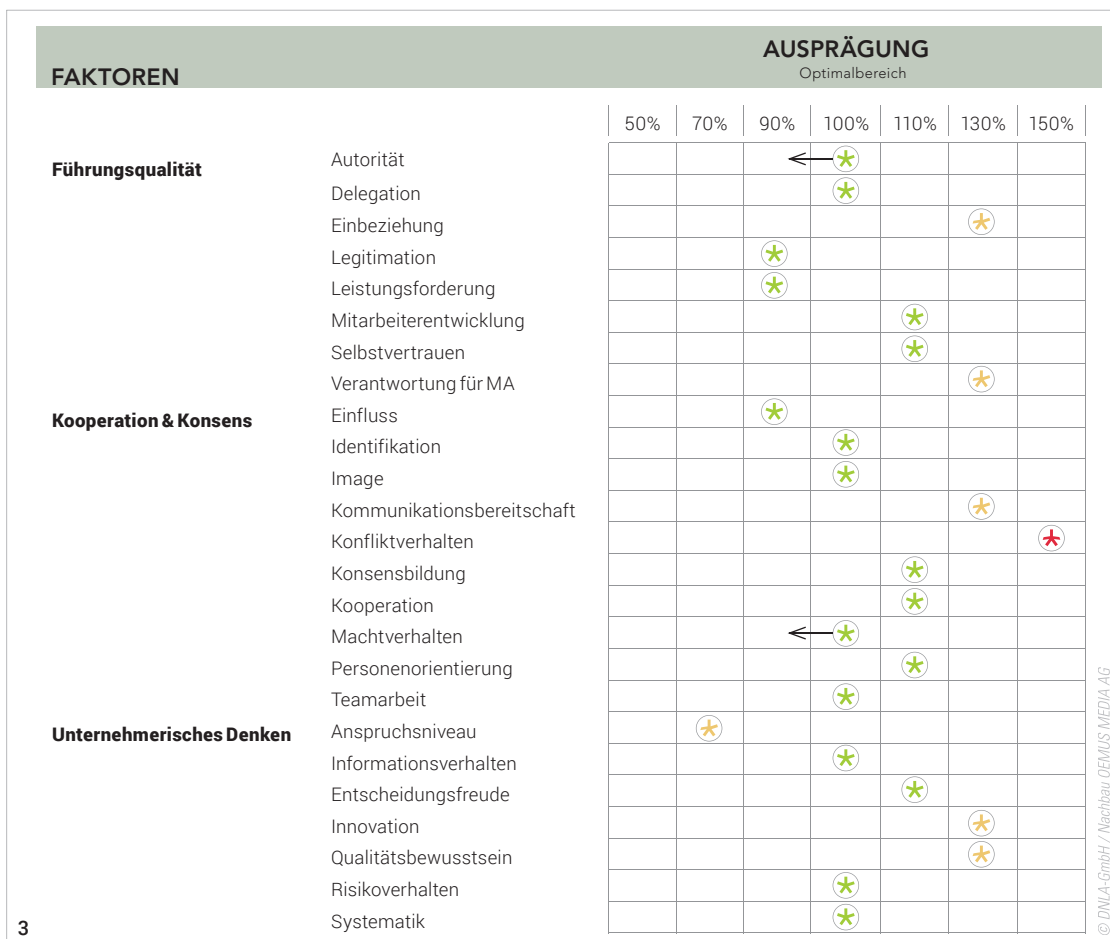 FAKTOREN
AUSPRÄGUNG
Optimalbereich
50% 70% 90% 100% 110% 130% 150%
Führungsqualität
Autorität
Delegation
Einbeziehung
Legitimation
Leistungsforderung
Mitarbeiterentwicklung
Selbstvertrauen
Verantwortung für MA
Kooperation & Konsens
Einfluss
Identifikation
Image
Kommunikationsbereitschaft
Konfliktverhalten
Konsensbildung
Kooperation
Machtverhalten
Personenorientierung
Teamarbeit
Unternehmerisches Denken
Anspruchsniveau
Informationsverhalten
Entscheidungsfreude
Innovation
Qualitätsbewusstsein
Risikoverhalten
Systematik
3
© DNLA-GmbH / Nachbau OEMUS MEDIA AG